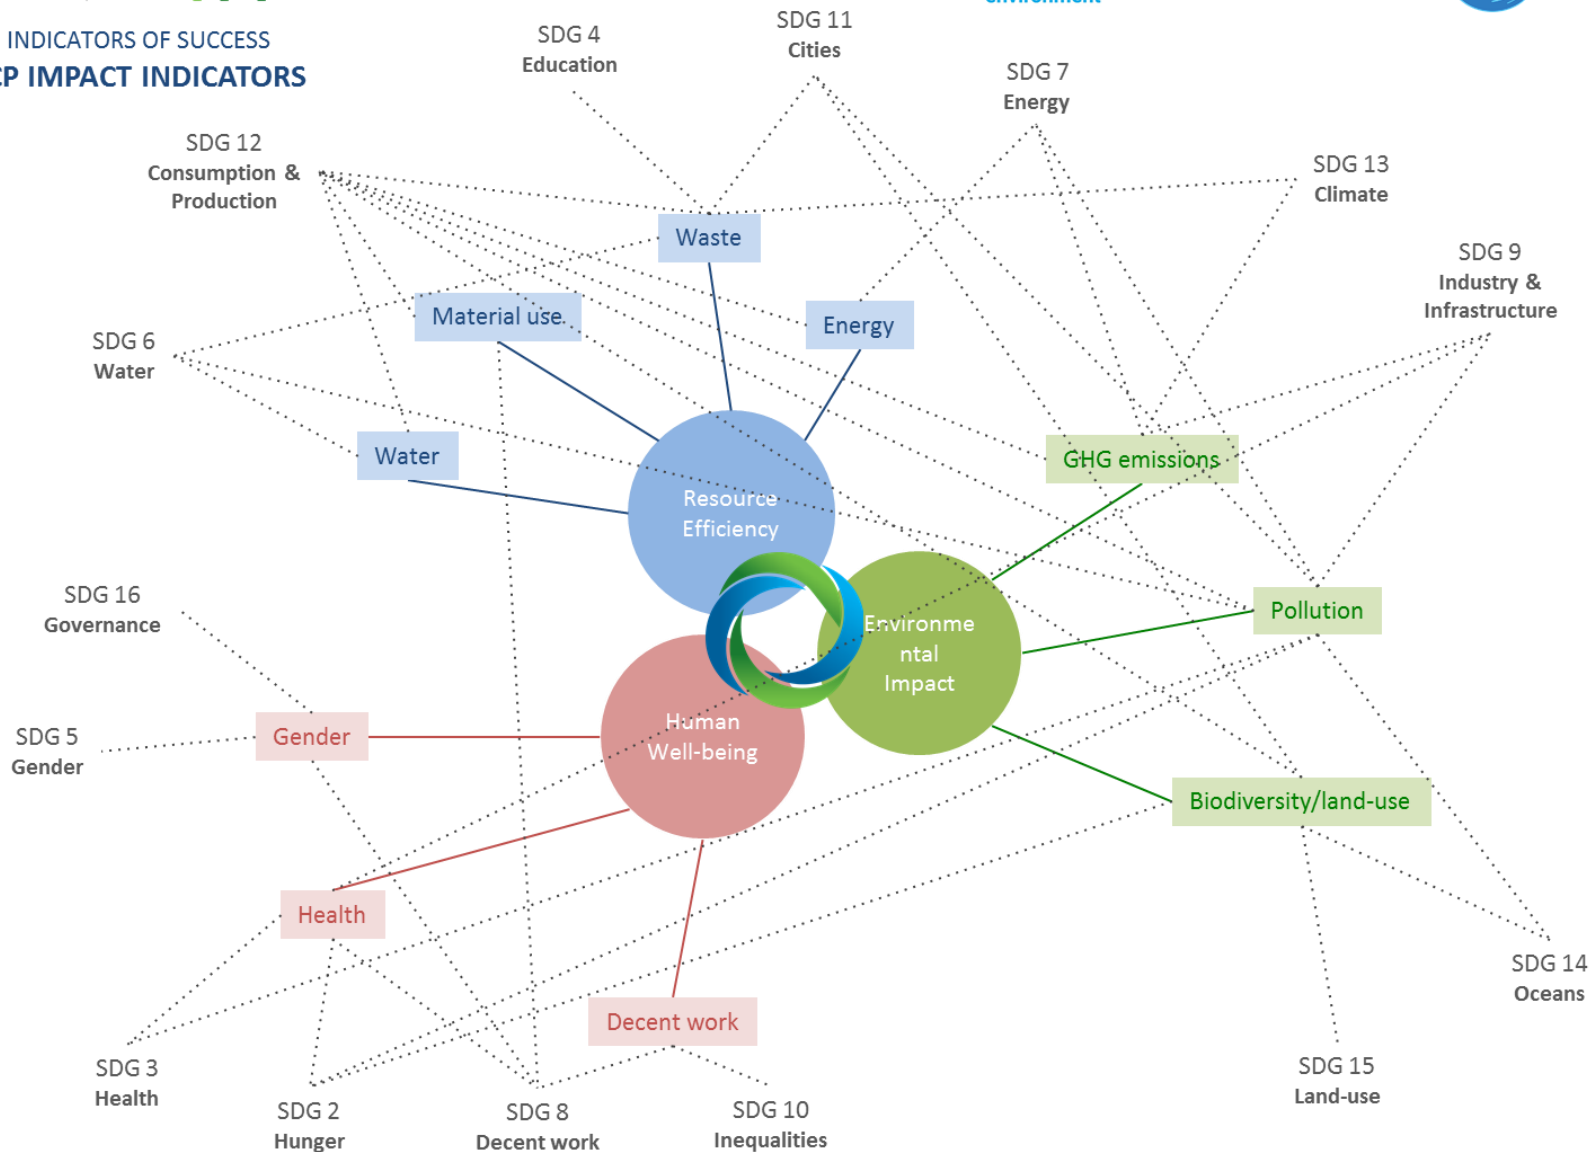 environment
INDICATORS OF SUCCESS
CP IMPACT INDICATORS
SDG 4
Education
SDG 11
Cities
SDG 7
Energy
SDG 12
Consumption &
Production
SDG 13
Climate
SDG 9
Industry &
Infrastructure
SDG 6
Water
Waste
Material use
Energy
Water
GHG emissions
Resource
Efficiency
Pollution
SDG 16
Governance
Environme
ntal
Impact
SDG 5
Gender
Gender
Human
Well-being
Biodiversity/land-use
Health
Decent work
SDG 14
Oceans
SDG 3
Health
SDG 2
Hunger
SDG 8
Decent work
SDG 10
Inequalities
SDG 15
Land-use